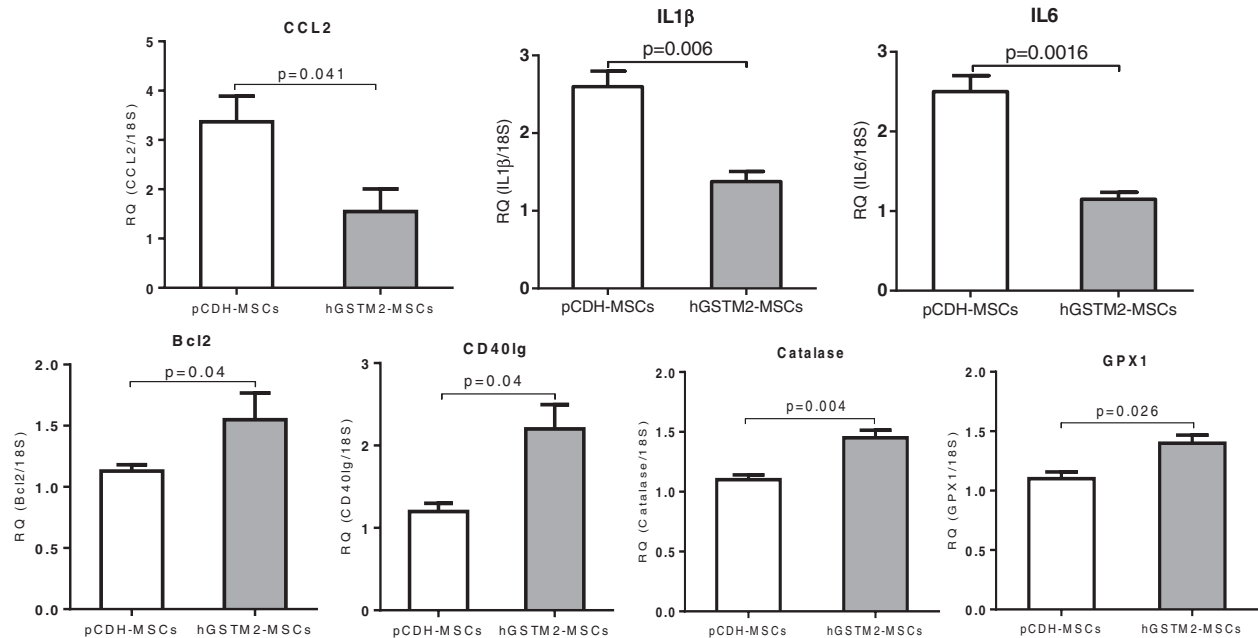 CCL2
RQ (CCL2/18S)
5
4
3
2
1
0
p=0.041
pCDH-MSCs
hGSTM2-MSCs
IL1β
RQ (IL1β/18S)
3
2
1
0
p=0.006
pCDH-MSCs
hGSTM2-MSCs
IL6
RQ (IL6/18S)
3
2
1
0
p=0.0016
pCDH-MSCs
hGSTM2-MSCs
Bcl2
RQ (Bcl2/18S)
2.0
1.5
1.0
0.5
0.0
p=0.04
pCDH-MSCs
hGSTM2-MSCs
CD40lg
RQ (CD40lg/18S)
3
2
1
0
p=0.04
pCDH-MSCs
hGSTM2-MSCs
Catalase
RQ (Catalase/18S)
2.0
1.5
1.0
0.5
0.0
p=0.004
pCDH-MSCs
hGSTM2-MSCs
GPX1
RQ (GPX1/18S)
2.0
1.5
1.0
0.5
0.0
p=0.026
pCDH-MSCs
hGSTM2-MSCs